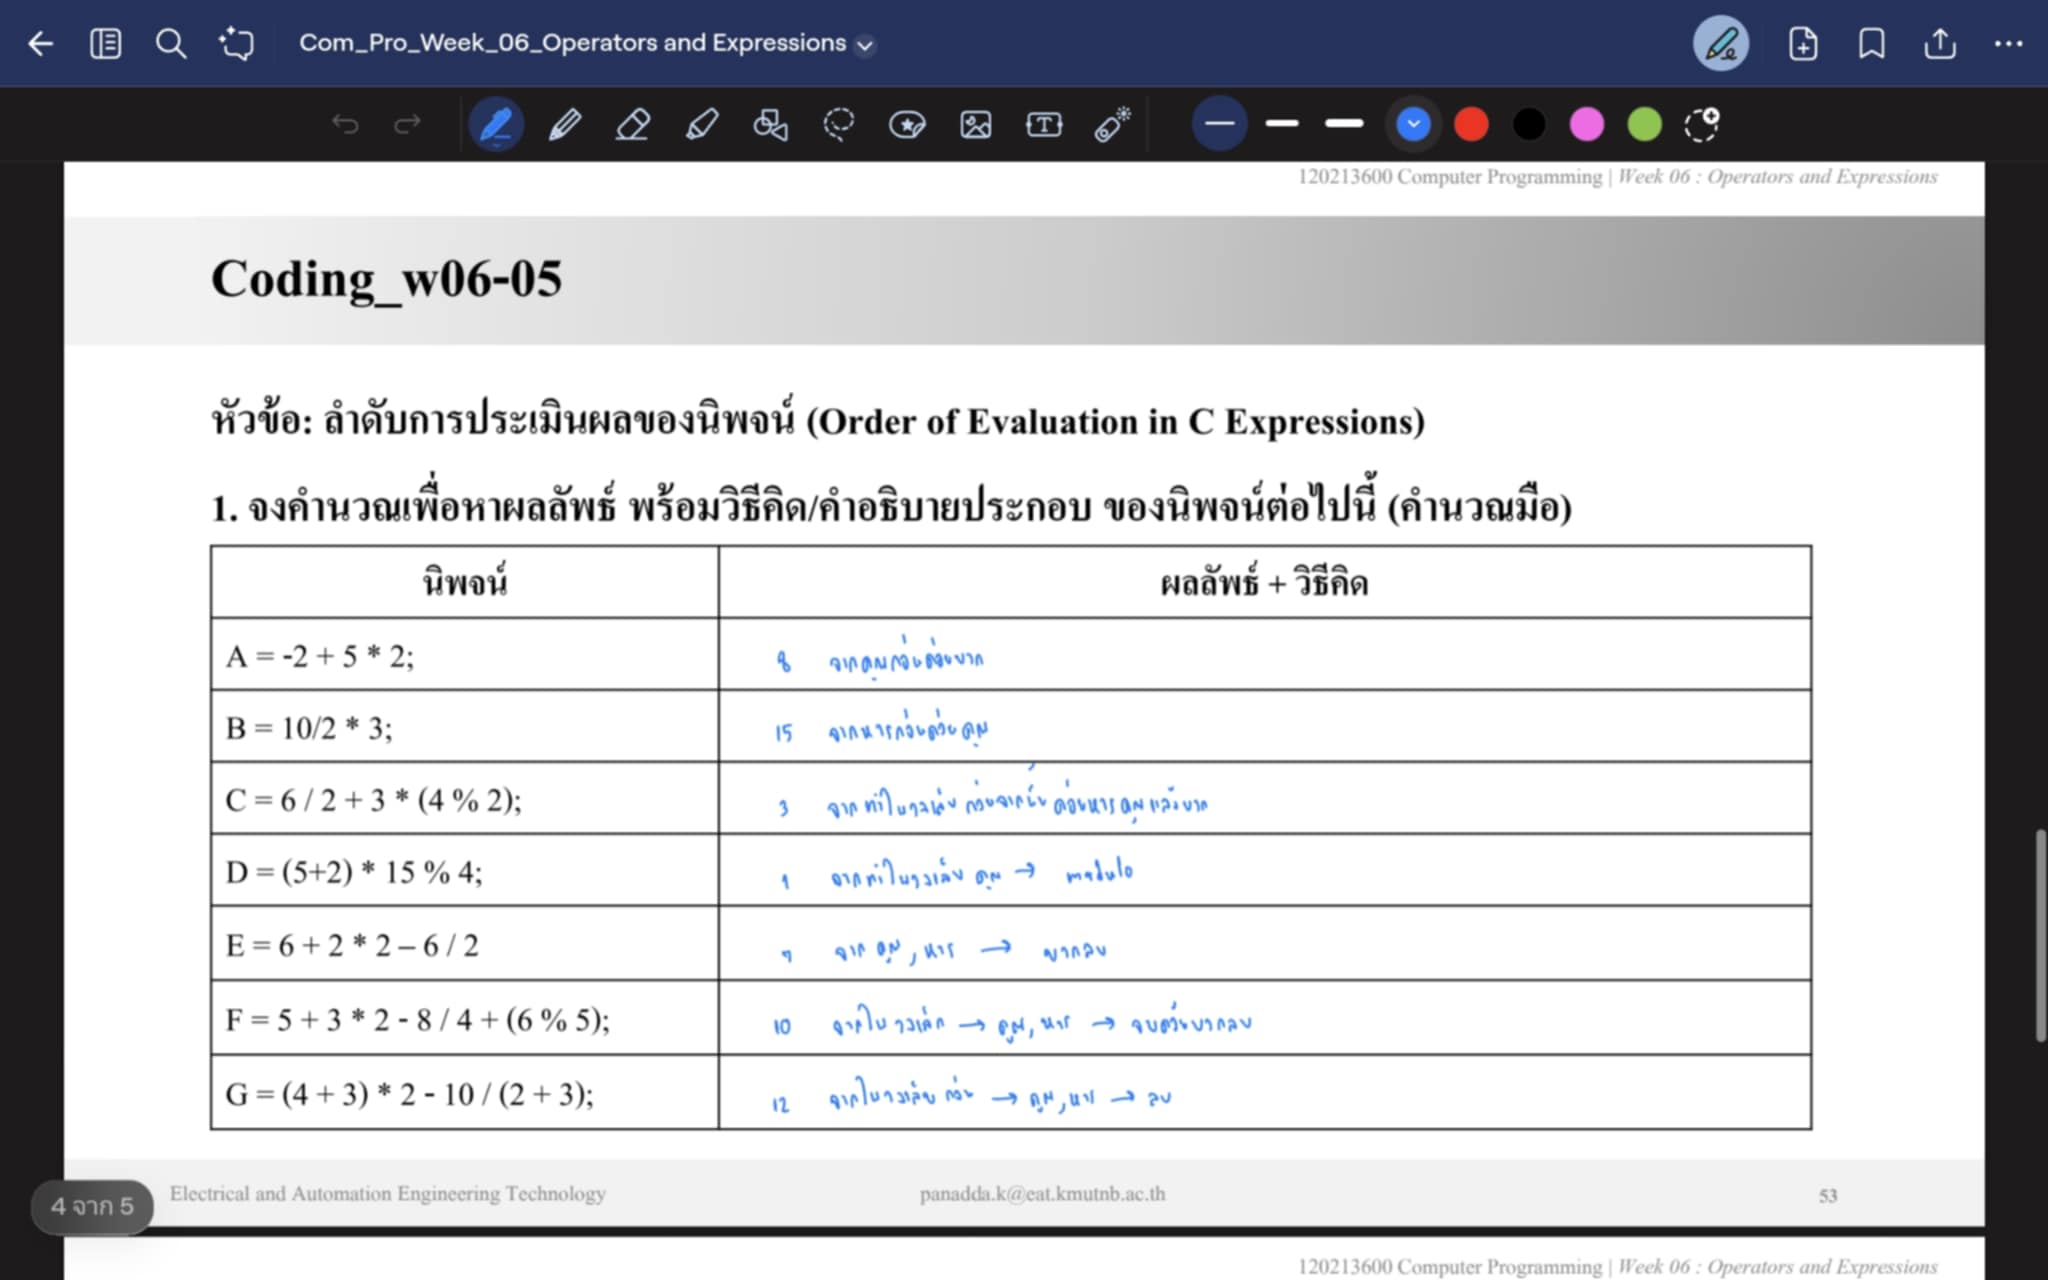 Com_Pro_Week_06_Operators and Expressions
120213600 Computer Programming | Week 06 : Operators and Expressions
Coding_w06-05
หัวข้อ: ลำดับการประเมินผลของนิพจน์ (Order of Evaluation in C Expressions)
1. จงคำนวณเพื่อหาผลลัพธ์ พร้อมวิธีคิด/คำอธิบายประกอบ ของนิพจน์ต่อไปนี้ (คำนวณมือ)
นิพจน์ ผลลัพธ์ + วิธีคิด
A = -2 + 5 * 2; 8 จากคูณก่อนค่อยบวก
B = 10/2 * 3; 15 จากหารก่อนค่อยคูณ
C = 6 / 2 + 3 * (4 % 2); 3 จากทำในวงเล็บ ก่อนจากนั้น ค่อยหารคูณแล้วบวก
D = (5+2) * 15 % 4; 1 จากทำในวงเล็บ คูณ → modulo
E = 6 + 2 * 2 – 6 / 2 7 จาก คูณ, หาร → บวกลบ
F = 5 + 3 * 2 - 8 / 4 + (6 % 5); 10 จากในวงเล็บ → คูณ, หาร → จบด้วยบวกลบ
G = (4 + 3) * 2 - 10 / (2 + 3); 12 จากในวงเล็บ ก่อน → คูณ, หาร → ลบ
4 จาก 5
Electrical and Automation Engineering Technology panadda.k@eat.kmutnb.ac.th 53
120213600 Computer Programming | Week 06 : Operators and Expressions